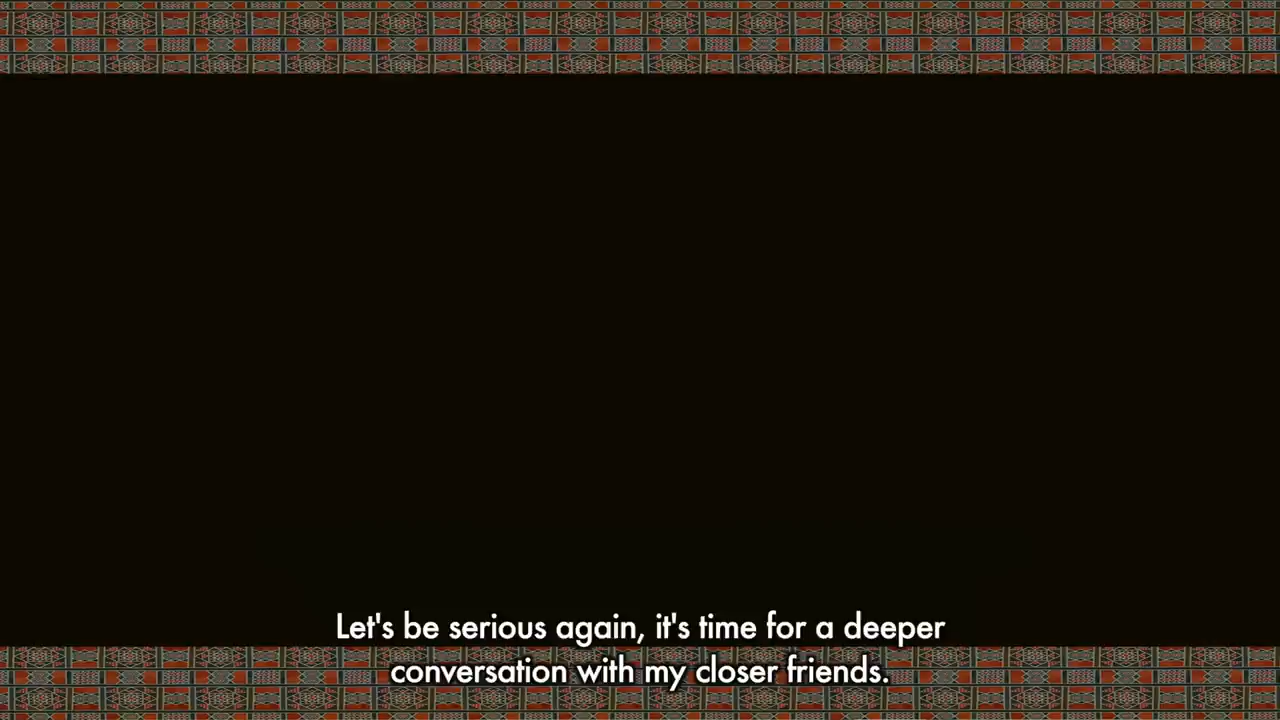 Let's be serious again, it's time for a deeper
conversation with my closer friends.